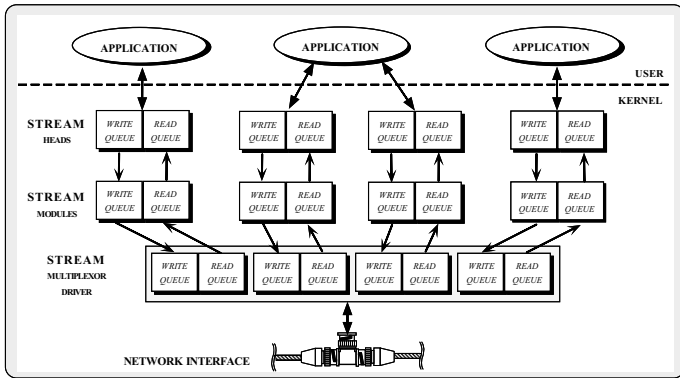 APPLICATION APPLICATION APPLICATION
USER
KERNEL
STREAM
HEADS
WRITE READ WRITE READ WRITE READ WRITE READ
QUEUE QUEUE QUEUE QUEUE QUEUE QUEUE QUEUE QUEUE
STREAM
MODULES
WRITE READ WRITE READ WRITE READ WRITE READ
QUEUE QUEUE QUEUE QUEUE QUEUE QUEUE QUEUE QUEUE
STREAM
MULTIPLEXOR
DRIVER
WRITE READ WRITE READ WRITE READ WRITE READ
QUEUE QUEUE QUEUE QUEUE QUEUE QUEUE QUEUE QUEUE
NETWORK INTERFACE